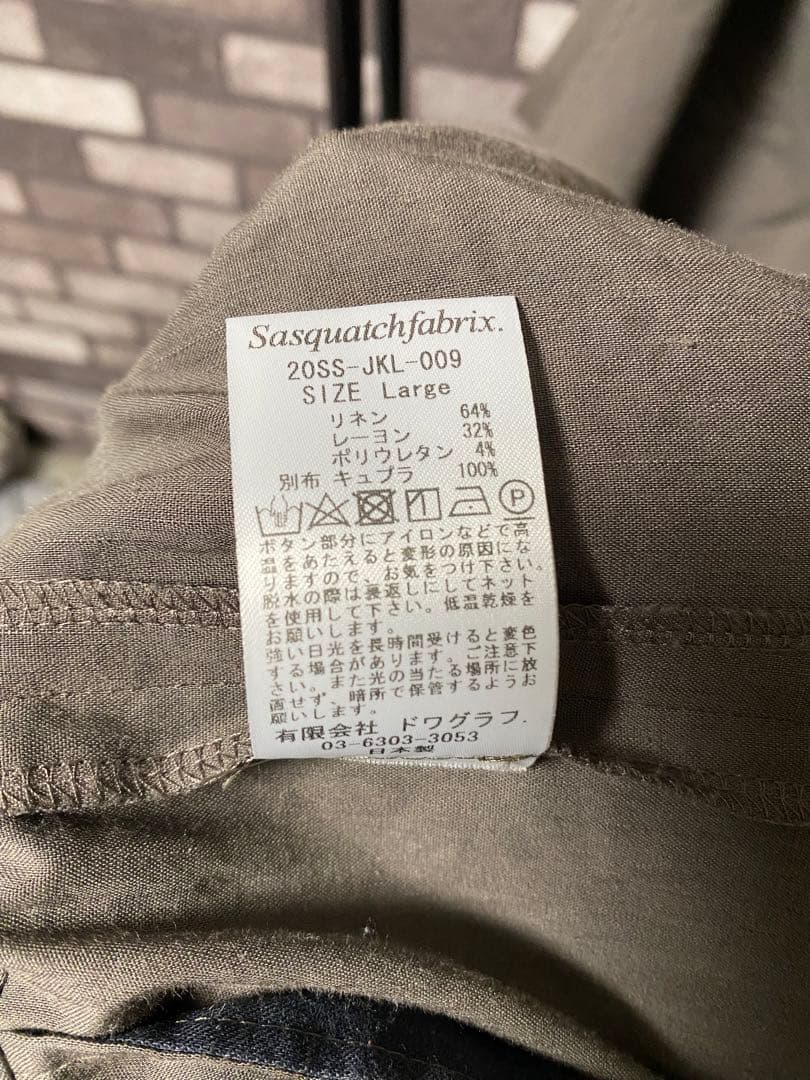 Sasquatchfabrix.
20SS-JKL-009
SIZE Large
リネン 64%
レーヨン 32%
ポリウレタン 4%
別布 キュプラ 100%
P
ボタン部分にアイロンなどで高
温をあたえると変形の原因にな
りますので、お気をつけ下さい。
脱水の際は裏返しにしてネット
を使用して下さい。低温乾燥を
お願いします。
強い日光を長時間受けると変色
する場合があります。ご注意下
さい。また光の当たる場所に放
置せず、暗所で保管するようお
願いします。
有限会社 ドワグラフ.
03-6303-3053
日本製